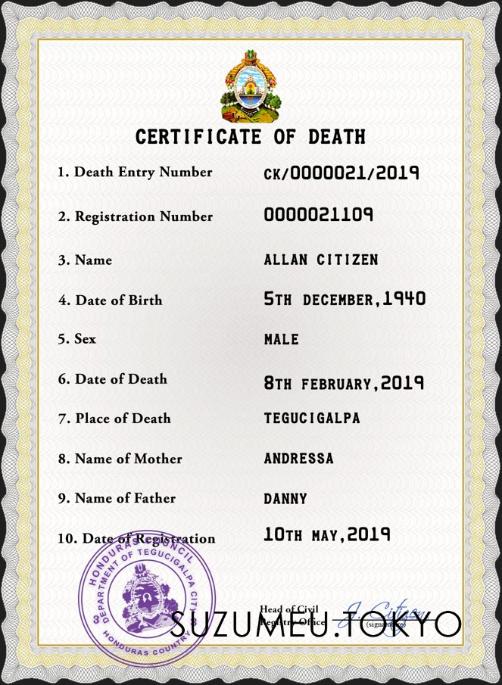 CERTIFICATE OF DEATH
1. Death Entry Number CK/0000021/2019
2. Registration Number 0000021109
3. Name ALLAN CITIZEN
4. Date of Birth 5TH DECEMBER,1940
5. Sex MALE
6. Date of Death 8TH FEBRUARY,2019
7. Place of Death TEGUCIGALPA
8. Name of Mother ANDRESSA
9. Name of Father DANNY
10. Date of Registration 10TH MAY,2019
HONDURAS COUNCIL
DEPARTMENT OF TEGUCIGALPA CITY
HONDURAS COUNTRY
Head of Civil
Registry Office
J. Citizen
SUZUMEU.TOKYO